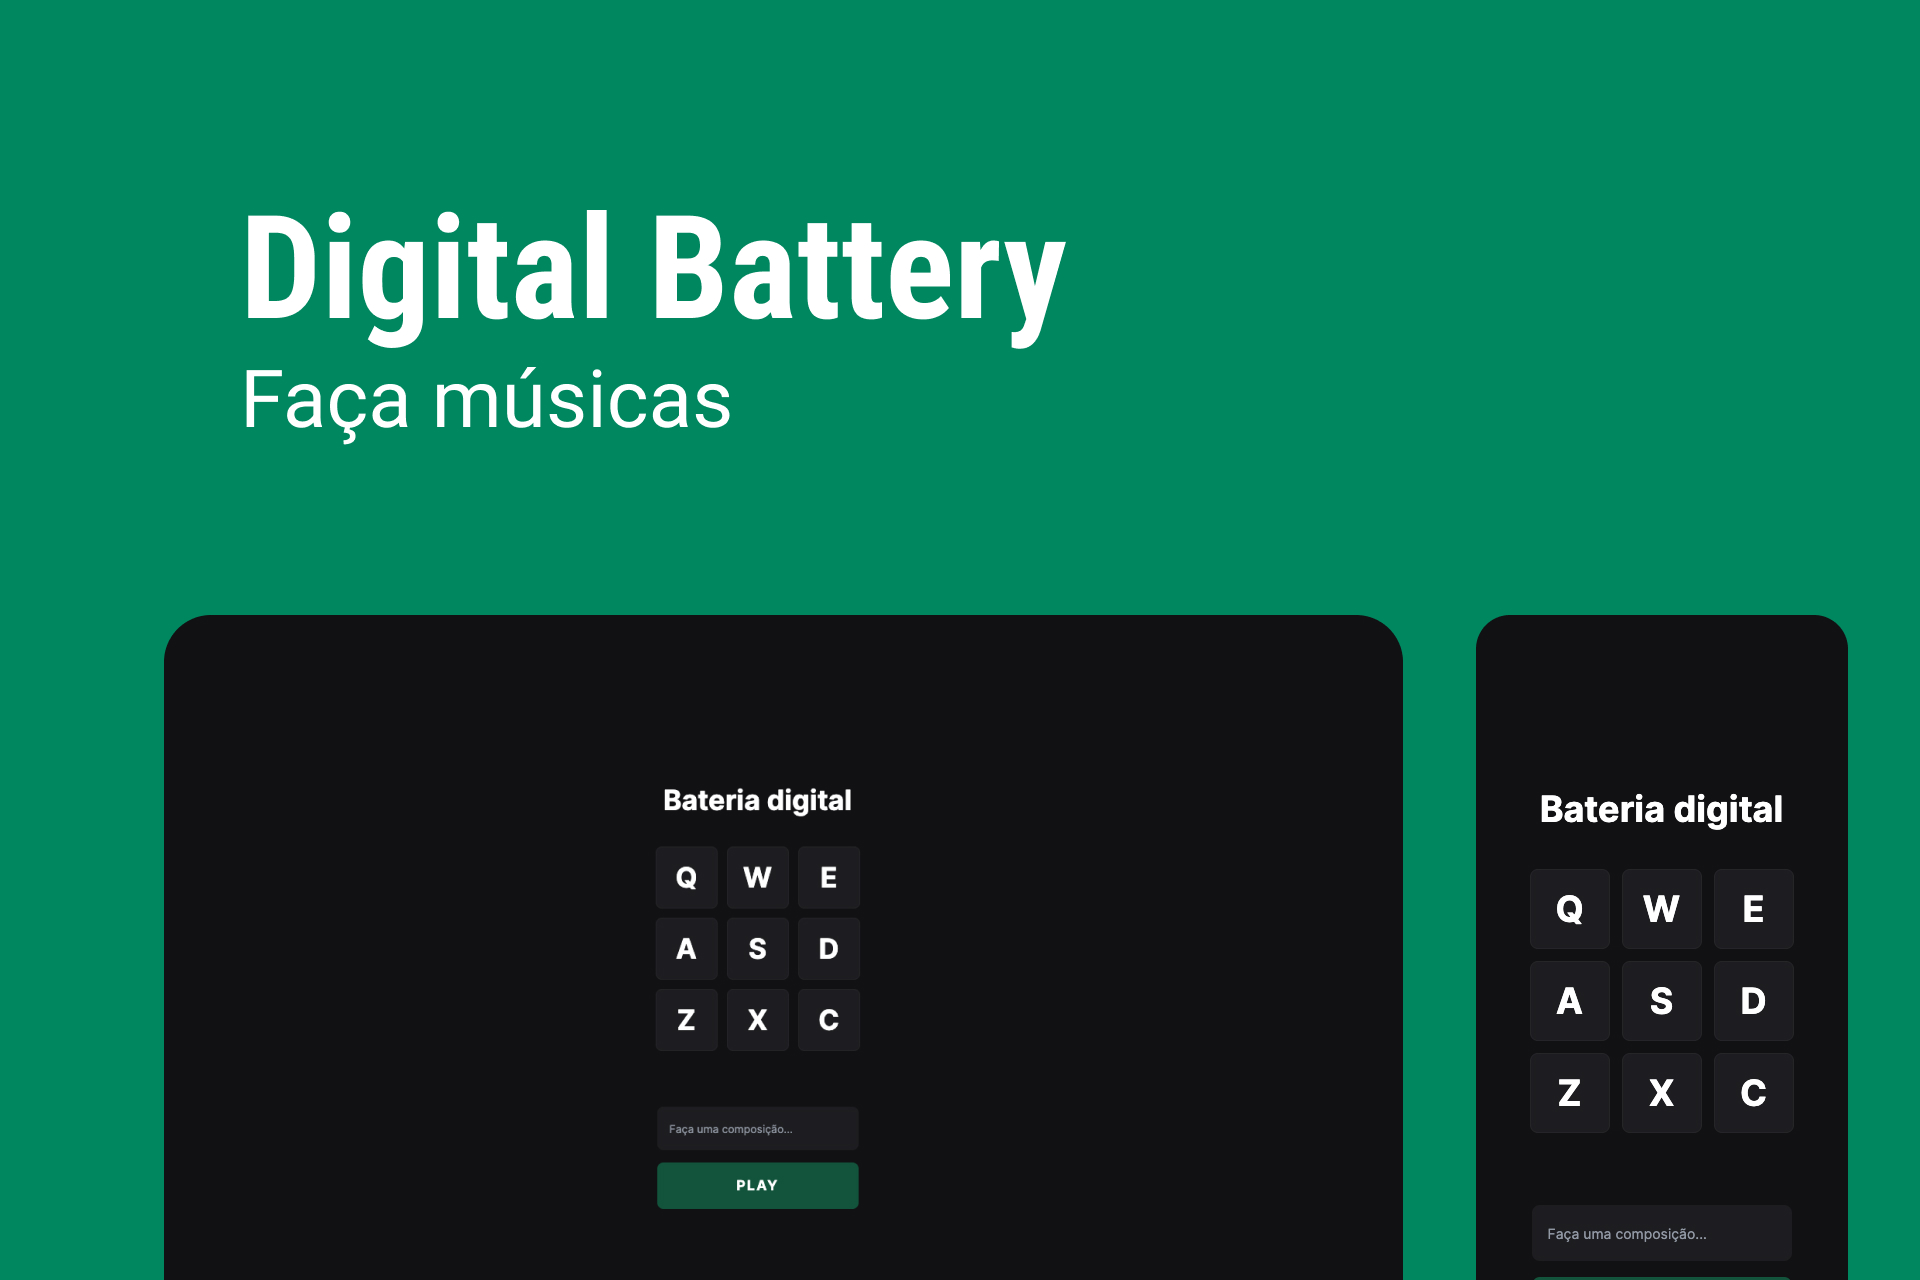 Digital Battery
Faça músicas
Bateria digital
Q W E
A S D
Z X C
Faça uma composição...
PLAY
Bateria digital
Q W E
A S D
Z X C
Faça uma composição...